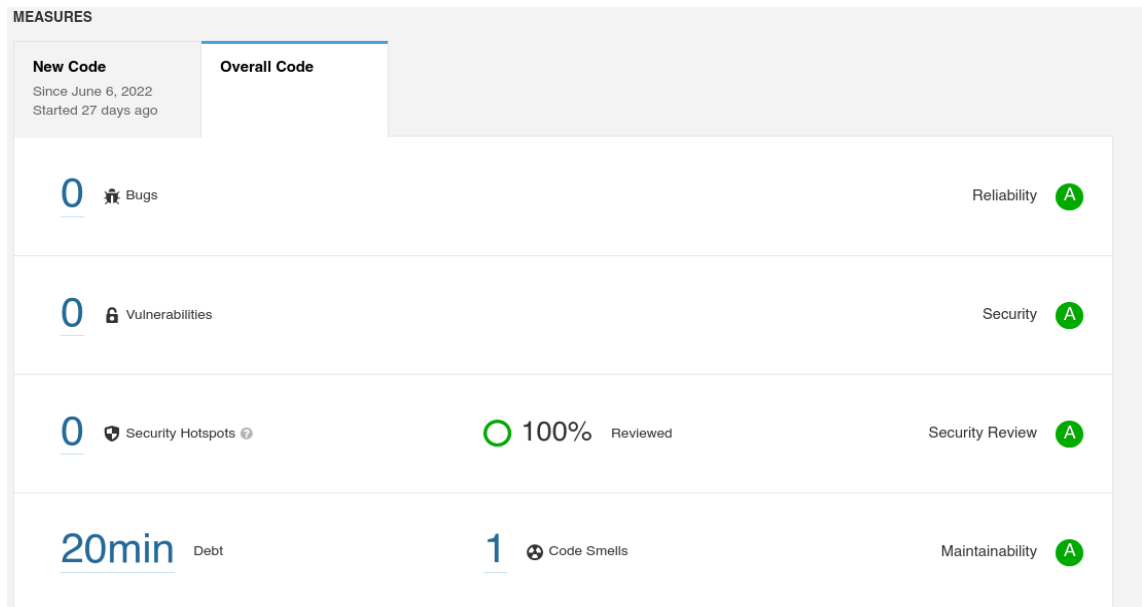 MEASURES
New Code
Since June 6, 2022
Started 27 days ago
Overall Code
0 Bugs Reliability A
0 Vulnerabilities Security A
0 Security Hotspots ? 100% Reviewed Security Review A
20min Debt 1 Code Smells Maintainability A